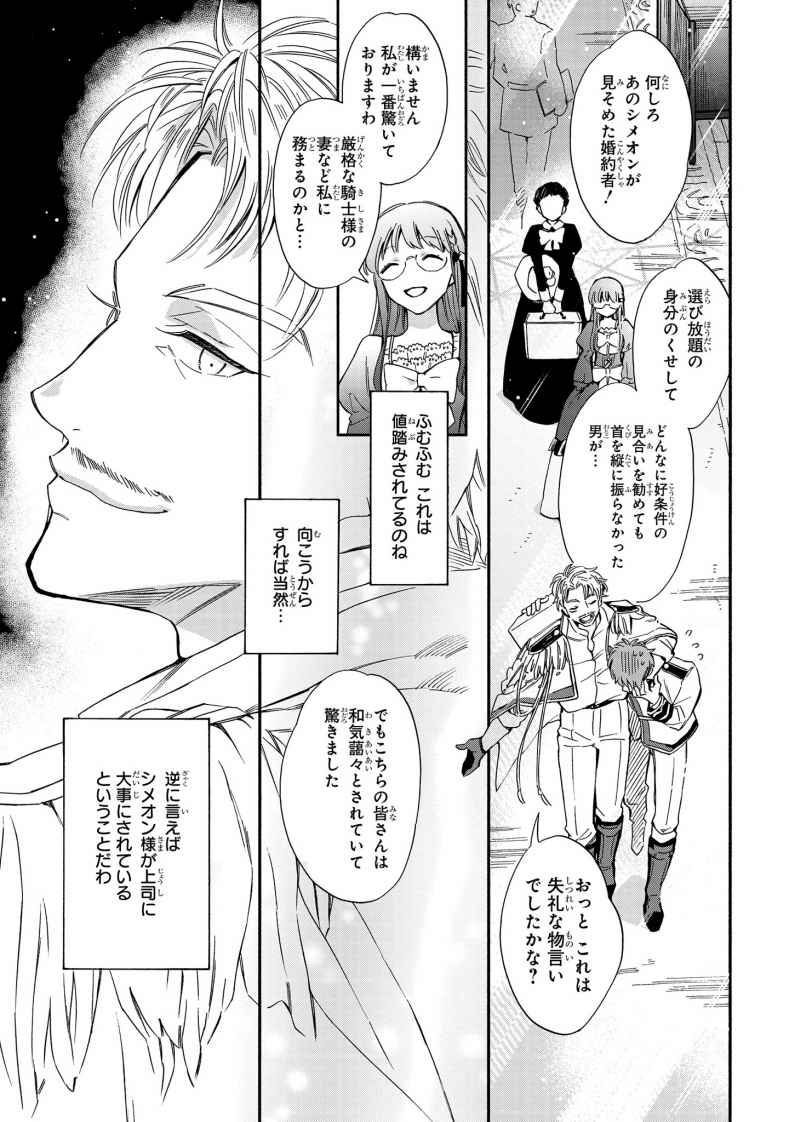 何しろ
あのシメオンが
見そめた婚約者！
選び放題の
身分のくせして
どんなに好条件の
見合いを勧めても
首を縦に振らなかった
男が…
おっと これは
失礼な物言い
でしたかな？
構いません
私が一番驚いて
おりますわ
厳格な騎士様の
妻など私に
務まるのかと…
ふむふむ これは
値踏みされてるのね
向こうから
すれば当然…
でもこちらの皆さんは
和気藹々とされていて
驚きました
逆に言えば
シメオン様が上司に
大事にされている
ということだわ